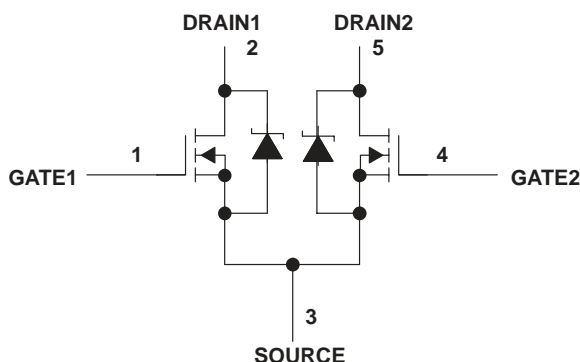 DRAIN1 DRAIN2
2 5
1 4
GATE1 GATE2
3
SOURCE